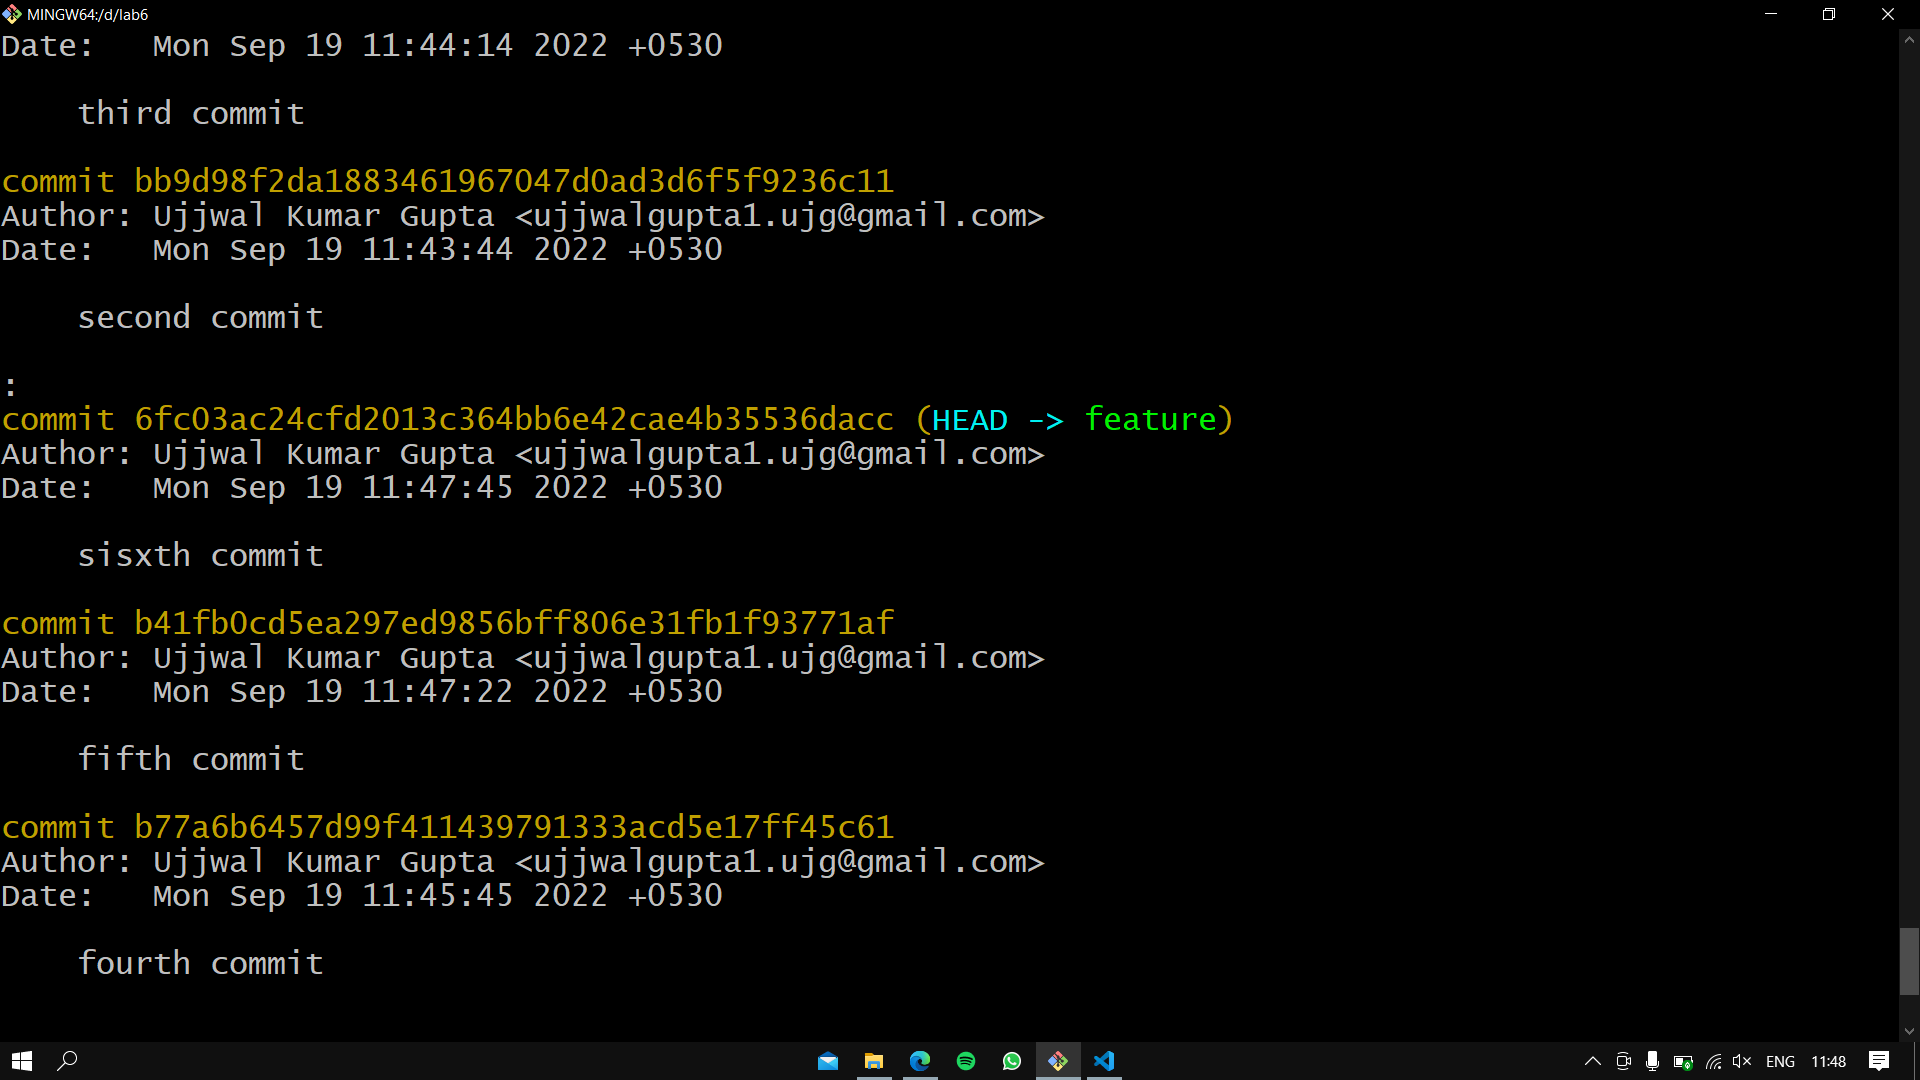 MINGW64:/d/lab6
Date:   Mon Sep 19 11:44:14 2022 +0530
third commit
commit bb9d98f2da1883461967047d0ad3d6f5f9236c11
Author: Ujjwal Kumar Gupta <ujjwalgupta1.ujg@gmail.com>
Date:   Mon Sep 19 11:43:44 2022 +0530
second commit
:
commit 6fc03ac24cfd2013c364bb6e42cae4b35536dacc (HEAD -> feature)
Author: Ujjwal Kumar Gupta <ujjwalgupta1.ujg@gmail.com>
Date:   Mon Sep 19 11:47:45 2022 +0530
sisxth commit
commit b41fb0cd5ea297ed9856bff806e31fb1f93771af
Author: Ujjwal Kumar Gupta <ujjwalgupta1.ujg@gmail.com>
Date:   Mon Sep 19 11:47:22 2022 +0530
fifth commit
commit b77a6b6457d99f411439791333acd5e17ff45c61
Author: Ujjwal Kumar Gupta <ujjwalgupta1.ujg@gmail.com>
Date:   Mon Sep 19 11:45:45 2022 +0530
fourth commit
ENG 11:48